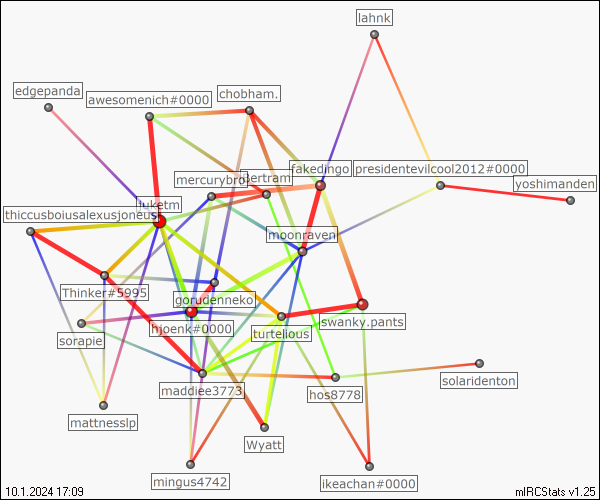 lahnk
edgepanda
awesomenich#0000
chobham.
fakedingo
presidentevilcool2012#0000
mercurybro
bertram
yoshimanden
luketm
thiccusboiusalexusjoneus
moonraven
Thinker#5995
gorudenneko
hjoenk#0000
swanky.pants
sorapie
turtelious
maddiee3773
hos8778
solaridenton
mattnesslp
Wyatt
mingus4742
ikeachan#0000
10.1.2024 17:09
mIRCStats v1.25